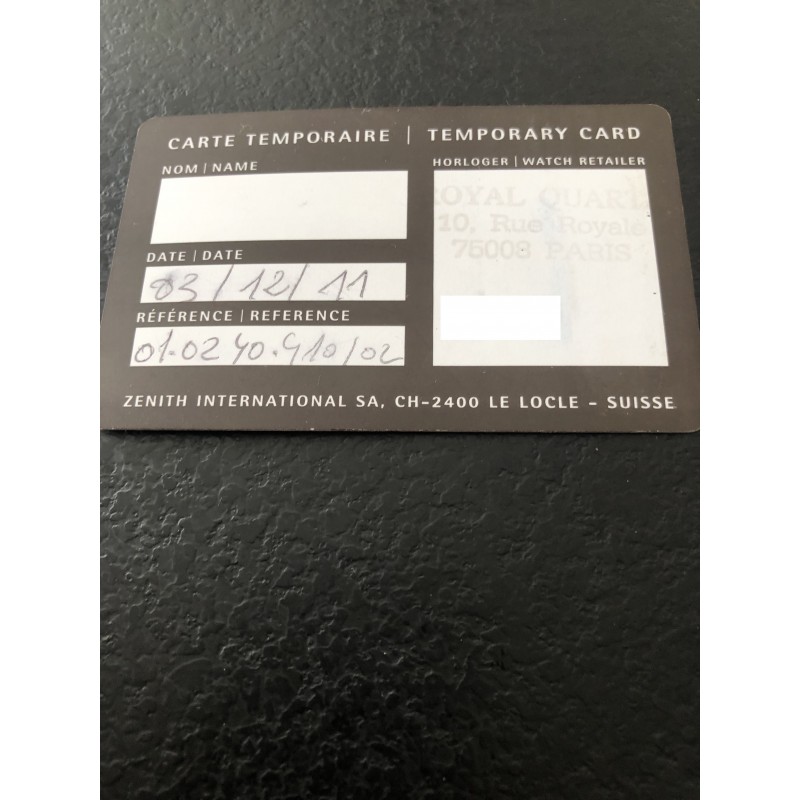 CARTE TEMPORAIRE | TEMPORARY CARD
NOM | NAME
DATE | DATE
03/12/11
RÉFÉRENCE | REFERENCE
01.0240.410/02
HORLOGER | WATCH RETAILER
ROYAL QUARTZ
10, Rue Royale
75008 PARIS
ZENITH INTERNATIONAL SA, CH-2400 LE LOCLE - SUISSE